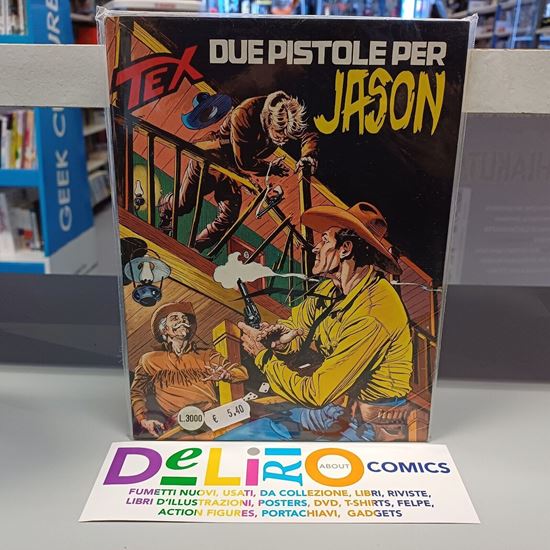 DUE PISTOLE PER
TEX
JASON
GEEK CU
L.3000
€ 5,40
DeLiRiO
ABOUT
COMICS
FUMETTI NUOVI, USATI, DA COLLEZIONE, LIBRI, RIVISTE,
LIBRI D'ILLUSTRAZIONI, POSTERS, DVD, T-SHIRTS, FELPE,
ACTION FIGURES, PORTACHIAVI, GADGETS